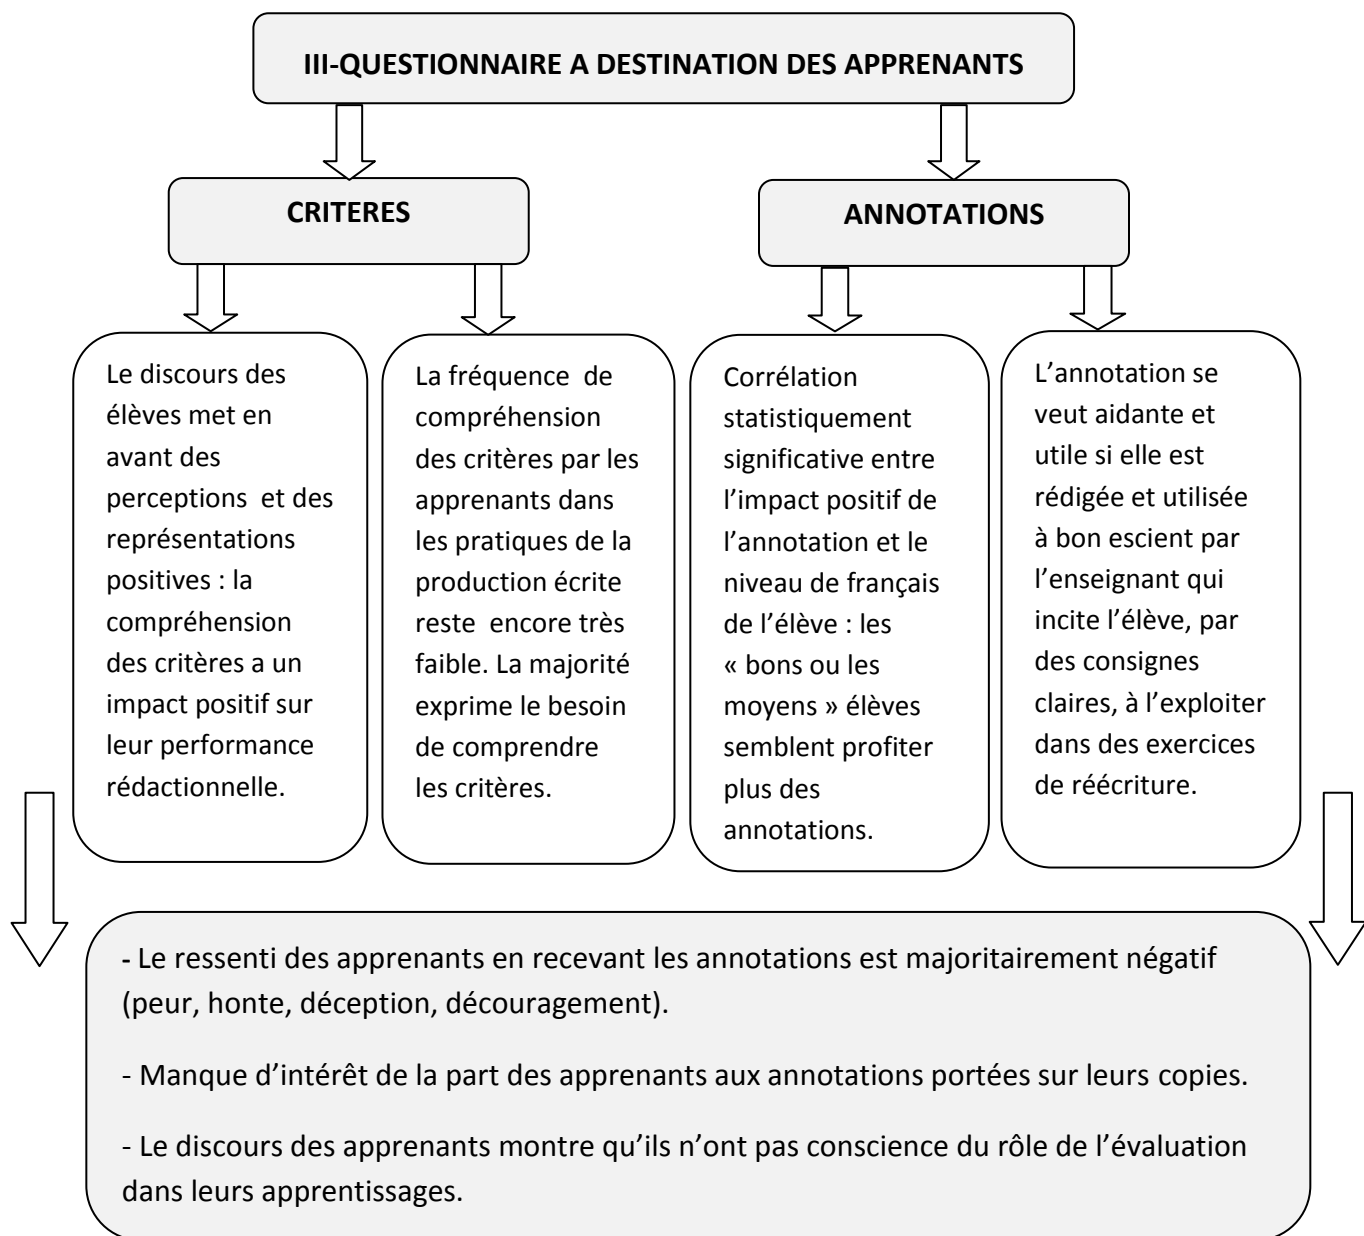 III-QUESTIONNAIRE A DESTINATION DES APPRENANTS
CRITERES
ANNOTATIONS
Le discours des
élèves met en
avant des
perceptions et des
représentations
positives : la
compréhension
des critères a un
impact positif sur
leur performance
rédactionnelle.
La fréquence de
compréhension
des critères par les
apprenants dans
les pratiques de la
production écrite
reste encore très
faible. La majorité
exprime le besoin
de comprendre
les critères.
Corrélation
statistiquement
significative entre
l’impact positif de
l’annotation et le
niveau de français
de l’élève : les
« bons ou les
moyens » élèves
semblent profiter
plus des
annotations.
L’annotation se
veut aidante et
utile si elle est
rédigée et utilisée
à bon escient par
l’enseignant qui
incite l’élève, par
des consignes
claires, à l’exploiter
dans des exercices
de réécriture.
- Le ressenti des apprenants en recevant les annotations est majoritairement négatif
(peur, honte, déception, découragement).
- Manque d’intérêt de la part des apprenants aux annotations portées sur leurs copies.
- Le discours des apprenants montre qu’ils n’ont pas conscience du rôle de l’évaluation
dans leurs apprentissages.